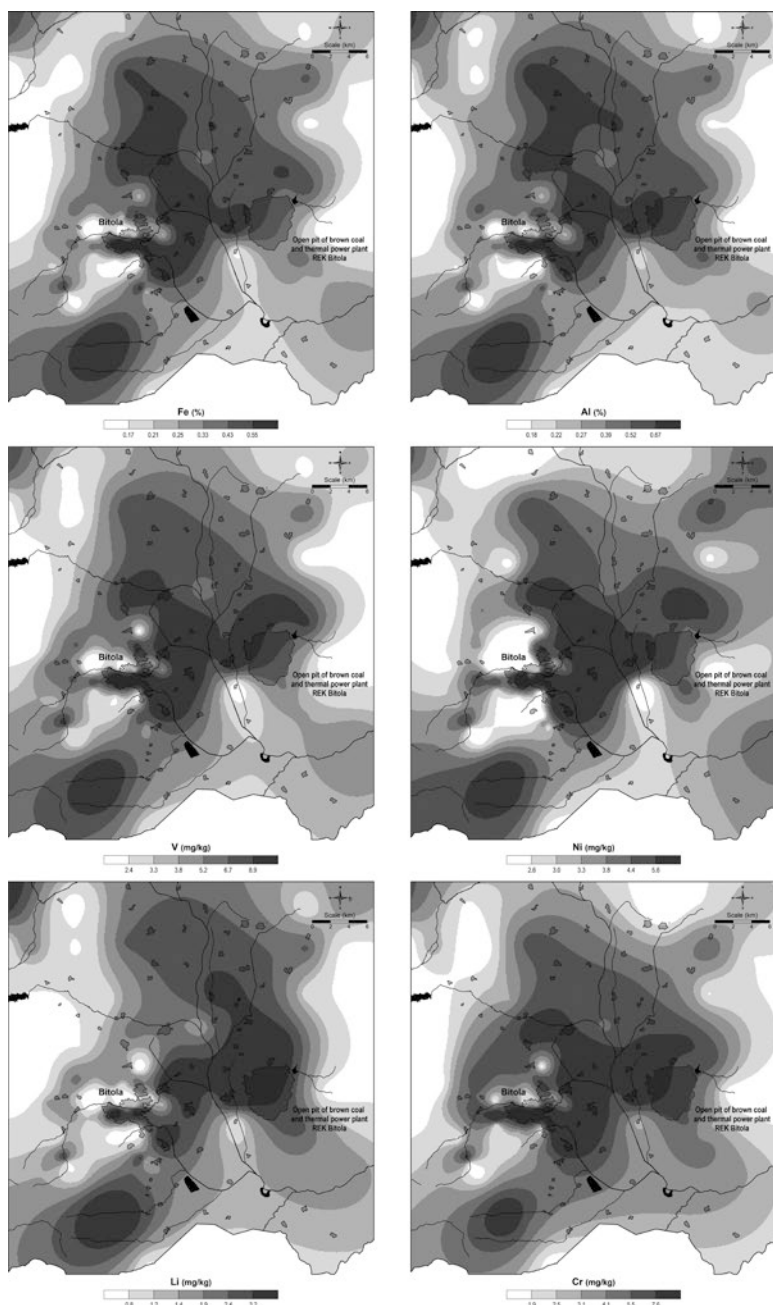 Scale (km)
Bitola
Open pit of brown coal
and thermal power plant
REK Bitola
Fe (%)
0.17 0.21 0.25 0.33 0.43
Scale (km)
Bitola
Open pit of brown coal
and thermal power plant
REK Bitola
Al (%)
0.18 0.22 0.27 0.39 0.52 0.67
Scale (km)
Bitola
Open pit of brown coal
and thermal power plant
REK Bitola
V (mg/kg)
2.4 3.3 3.8 5.2 6.7 8.9
Scale (km)
Bitola
Open pit of brown coal
and thermal power plant
REK Bitola
Ni (mg/kg)
2.6 3.0 3.3 3.8 4.4 5.6
Scale (km)
Bitola
Open pit of brown coal
and thermal power plant
REK Bitola
Li (mg/kg)
Scale (km)
Bitola
Open pit of brown coal
and thermal power plant
REK Bitola
Cr (mg/kg)